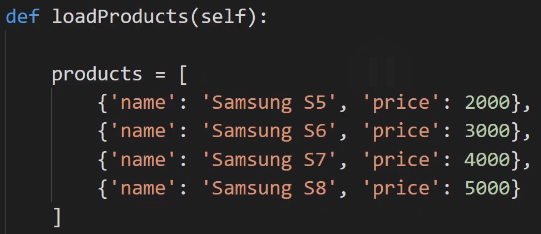 def loadProducts(self):
products = [
{'name': 'Samsung S5', 'price': 2000},
{'name': 'Samsung S6', 'price': 3000},
{'name': 'Samsung S7', 'price': 4000},
{'name': 'Samsung S8', 'price': 5000}
]